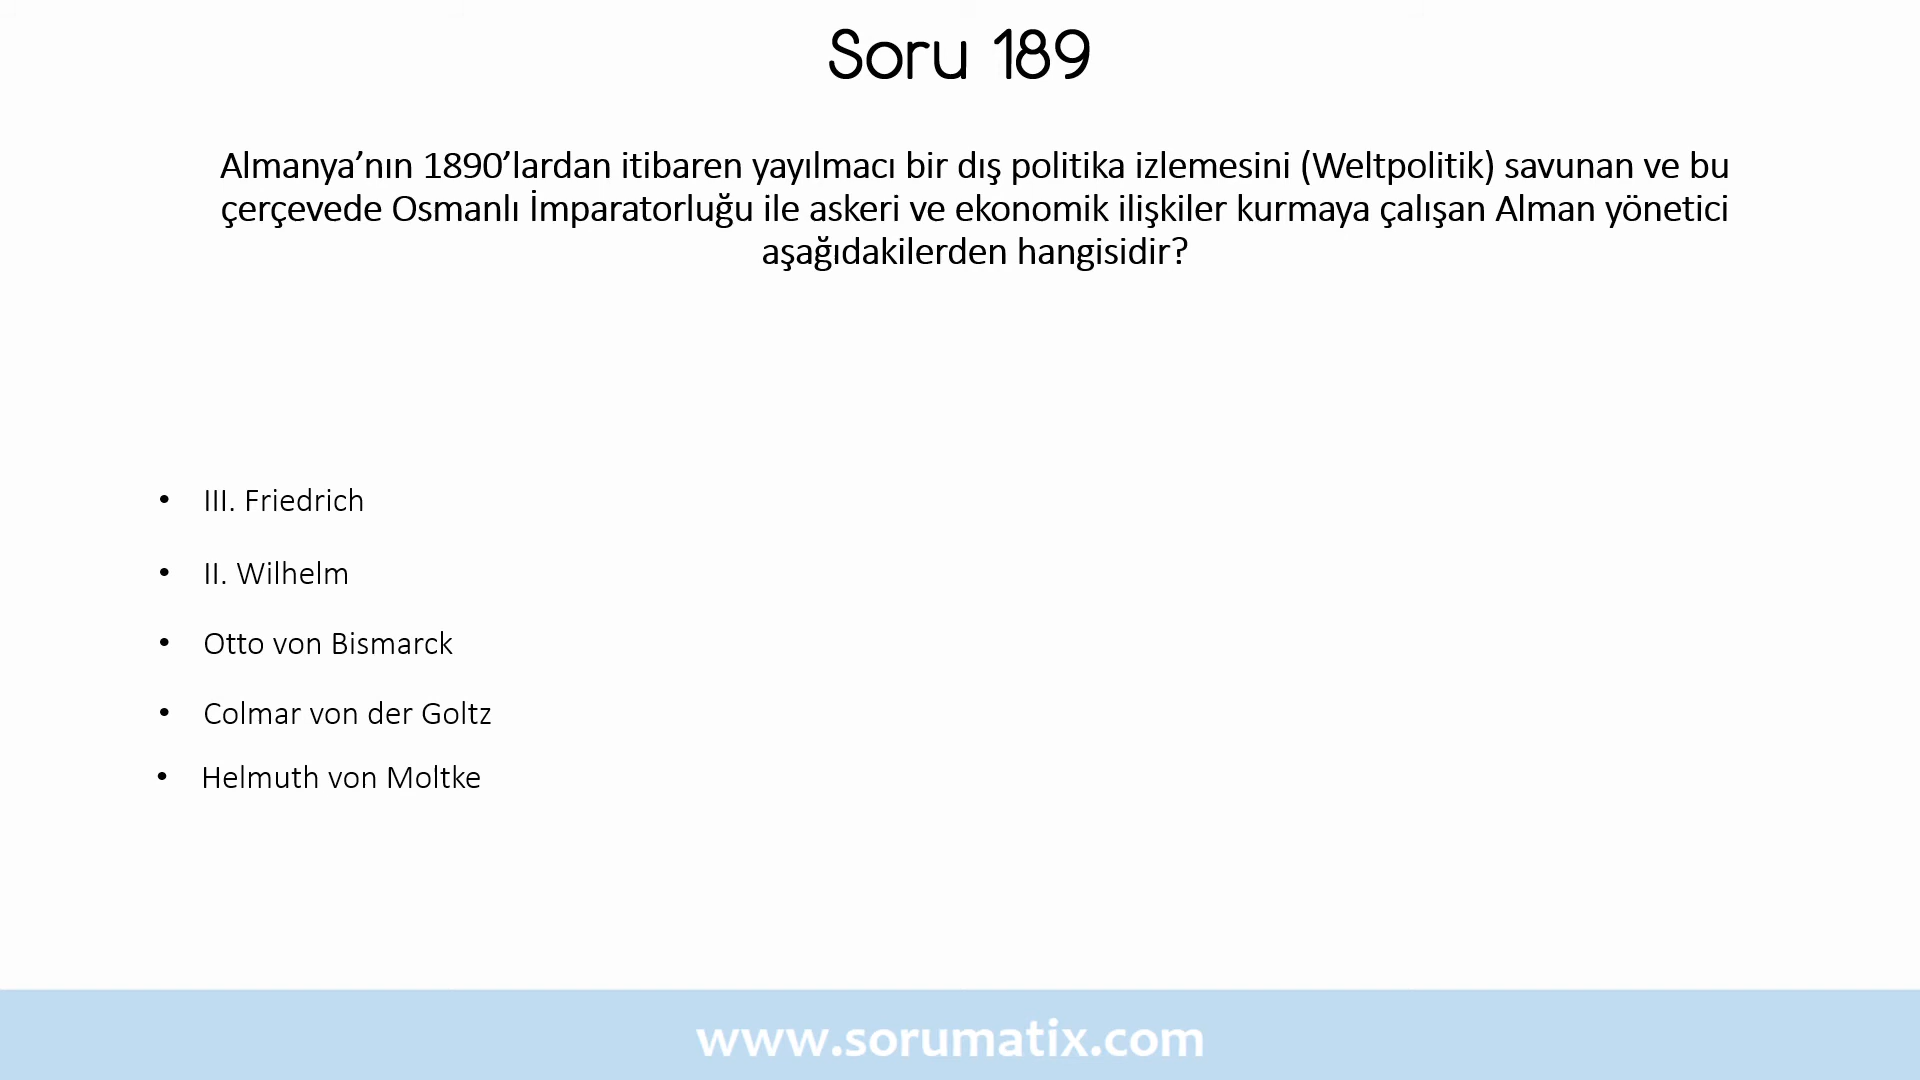 Soru 189
Almanya’nın 1890’lardan itibaren yayılmacı bir dış politika izlemesini (Weltpolitik) savunan ve bu
çerçevede Osmanlı İmparatorluğu ile askeri ve ekonomik ilişkiler kurmaya çalışan Alman yönetici
aşağıdakilerden hangisidir?
• III. Friedrich
• II. Wilhelm
• Otto von Bismarck
• Colmar von der Goltz
• Helmuth von Moltke
www.sorumatix.com